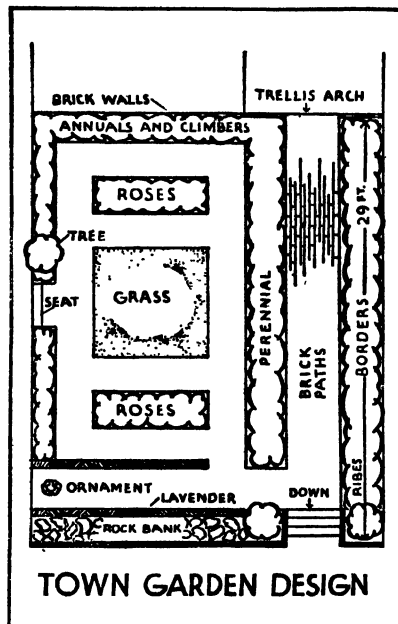 BRICK WALLS
TRELLIS ARCH
ANNUALS AND CLIMBERS
ROSES
TREE
SEAT
GRASS
PERENNIAL
BRICK PATHS
BORDERS 29 FT.
ROSES
ORNAMENT
LAVENDER
DOWN
RIBES
ROCK BANK
TOWN GARDEN DESIGN